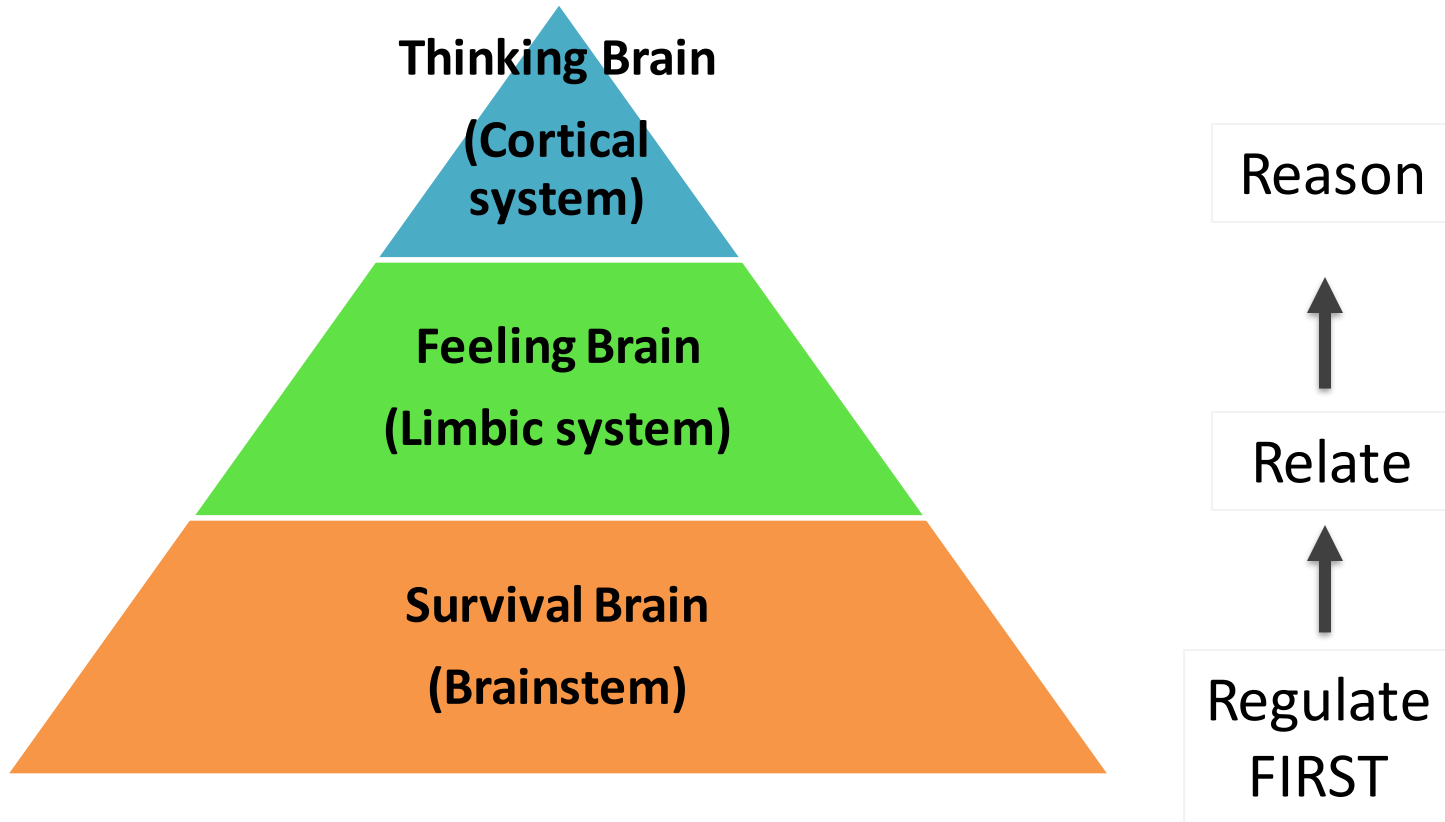 Thinking Brain
(Cortical
system)
Feeling Brain
(Limbic system)
Survival Brain
(Brainstem)
Reason
Relate
Regulate
FIRST